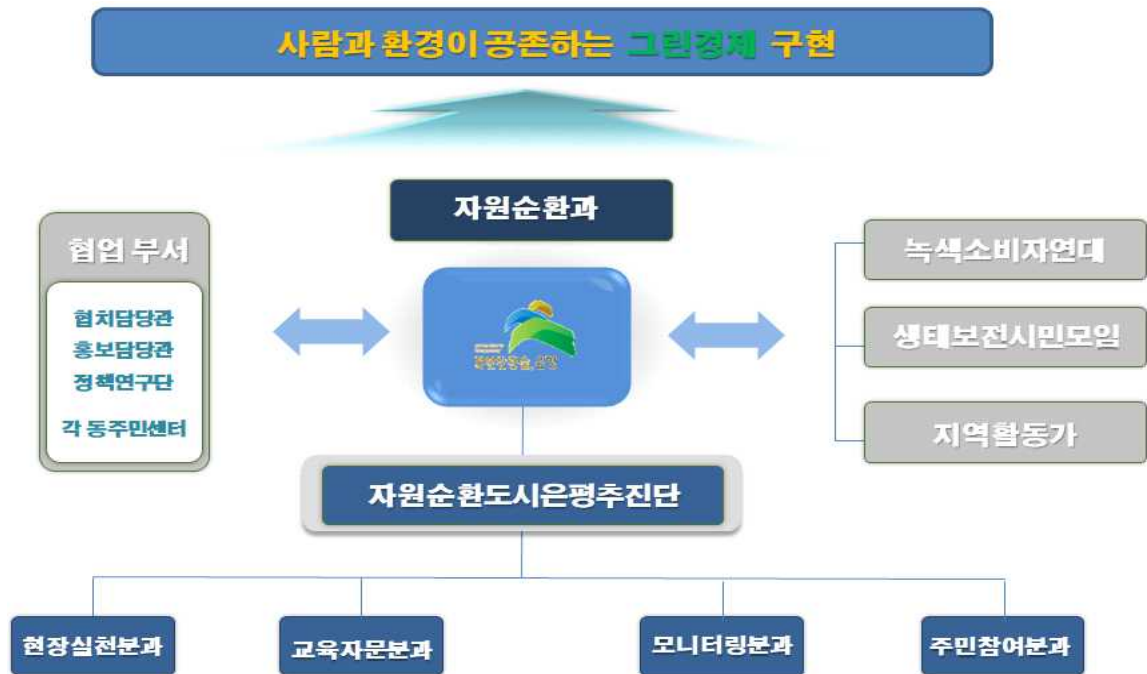 사람과 환경이 공존하는 그린경제 구현
자원순환과
협업 부서
협치담당관
홍보담당관
정책연구단
각 동주민센터
녹색소비자연대
생태보전시민모임
지역활동가
자원순환도시은평추진단
현장실천분과
교육자문분과
모니터링분과
주민참여분과